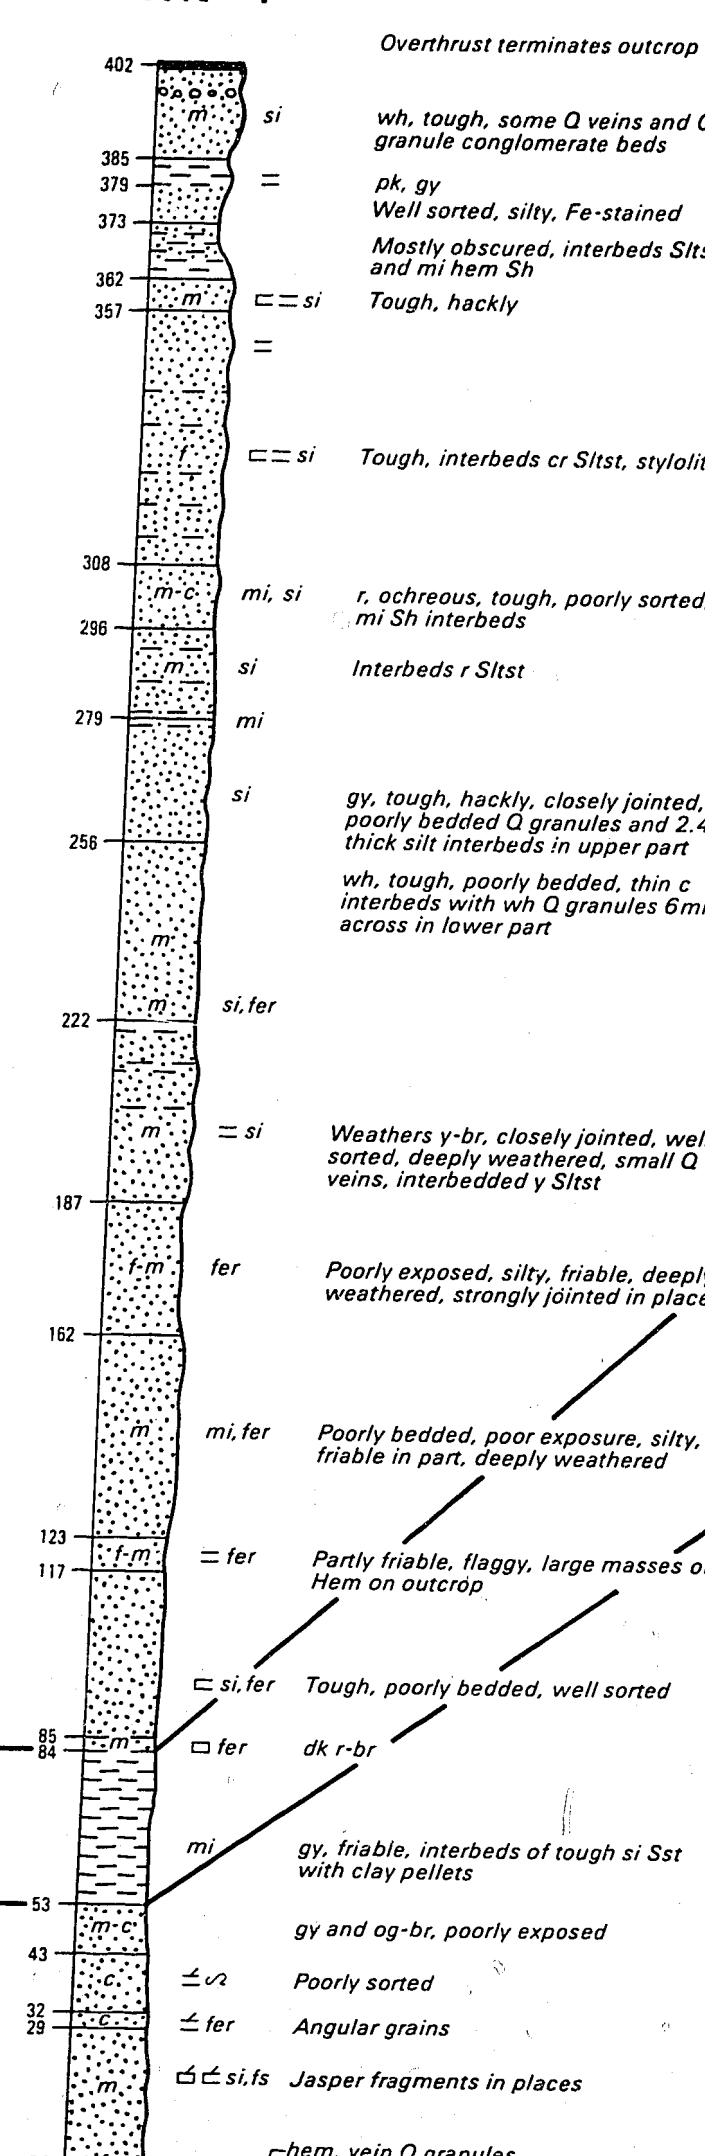 Overthrust terminates outcrop
402
m si wh, tough, some Q veins and
granule conglomerate beds
385
379 = pk, gy
Well sorted, silty, Fe-stained
373
Mostly obscured, interbeds
and mi hem Sh
362
m si Tough, hackly
357
=
f si Tough, interbeds cr Sltst,
308
m-c mi, si r, ochreous, tough, poorly sorted,
mi Sh interbeds
296
m si Interbeds r Sltst
279 mi
si gy, tough, hackly, closely jointed,
poorly bedded Q granules and 2.4
256 thick silt interbeds in upper part
wh, tough, poorly bedded, thin c
interbeds with wh Q granules
m across in lower part
m si, fer
222
m = si Weathers y-br, closely jointed,
sorted, deeply weathered, small Q
veins, interbedded y Sltst
187
f-m fer Poorly exposed, silty, friable,
weathered, strongly jointed in
162
m mi, fer Poorly bedded, poor exposure, silty,
friable in part, deeply weathered
123
f-m = fer Partly friable, flaggy, large masses
117 Hem on outcrop
si, fer Tough, poorly bedded, well sorted
85
m fer dk r-br
84
mi gy, friable, interbeds of tough si Sst
with clay pellets
53
m-c gy and og-br, poorly exposed
43
c Poorly sorted
32
c fer Angular grains
29
m si, fs Jasper fragments in places
hem, vein Q granules